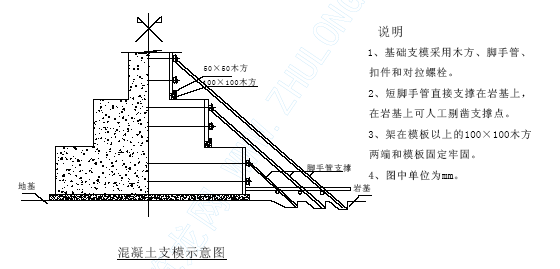 说明
1、基础支模采用木方、脚手管、
扣件和对拉螺栓。
2、短脚手管直接支撑在岩基上，
在岩基上可人工剔凿支撑点。
3、架在模板以上的100×100木方
两端和模板固定牢固。
4、图中单位为mm。
50×50木方
100×100木方
脚手管支撑
地基
岩基
混凝土支模示意图